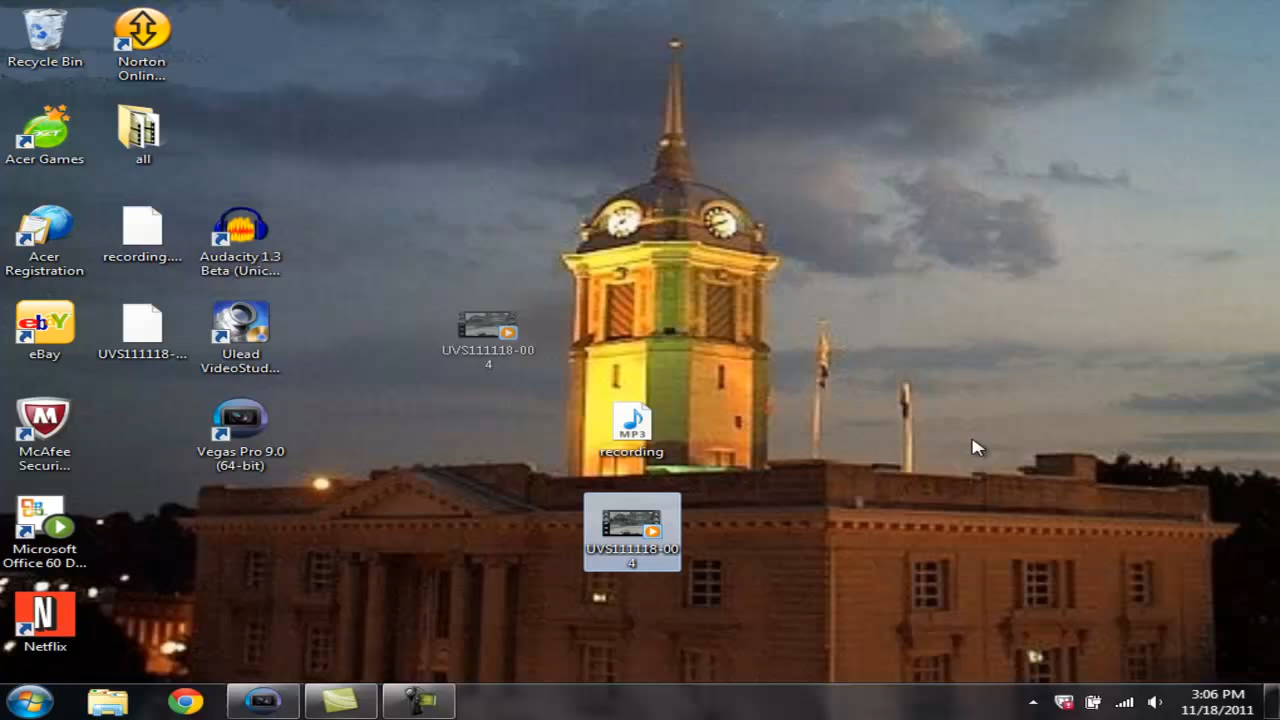 Recycle Bin
Norton
Onlin...
acer
Acer Games
all
Acer
Registration
recording....
Audacity 1.3
Beta (Unic...
ebY
eBay
UVS111118-...
Ulead
VideoStud...
UVS111118-00
4
M
McAfee
Securi...
Vegas Pro 9.0
(64-bit)
MP3
recording
Microsoft
Office 60 D...
UVS111118-00
4
N
Netflix
3:06 PM
11/18/2011